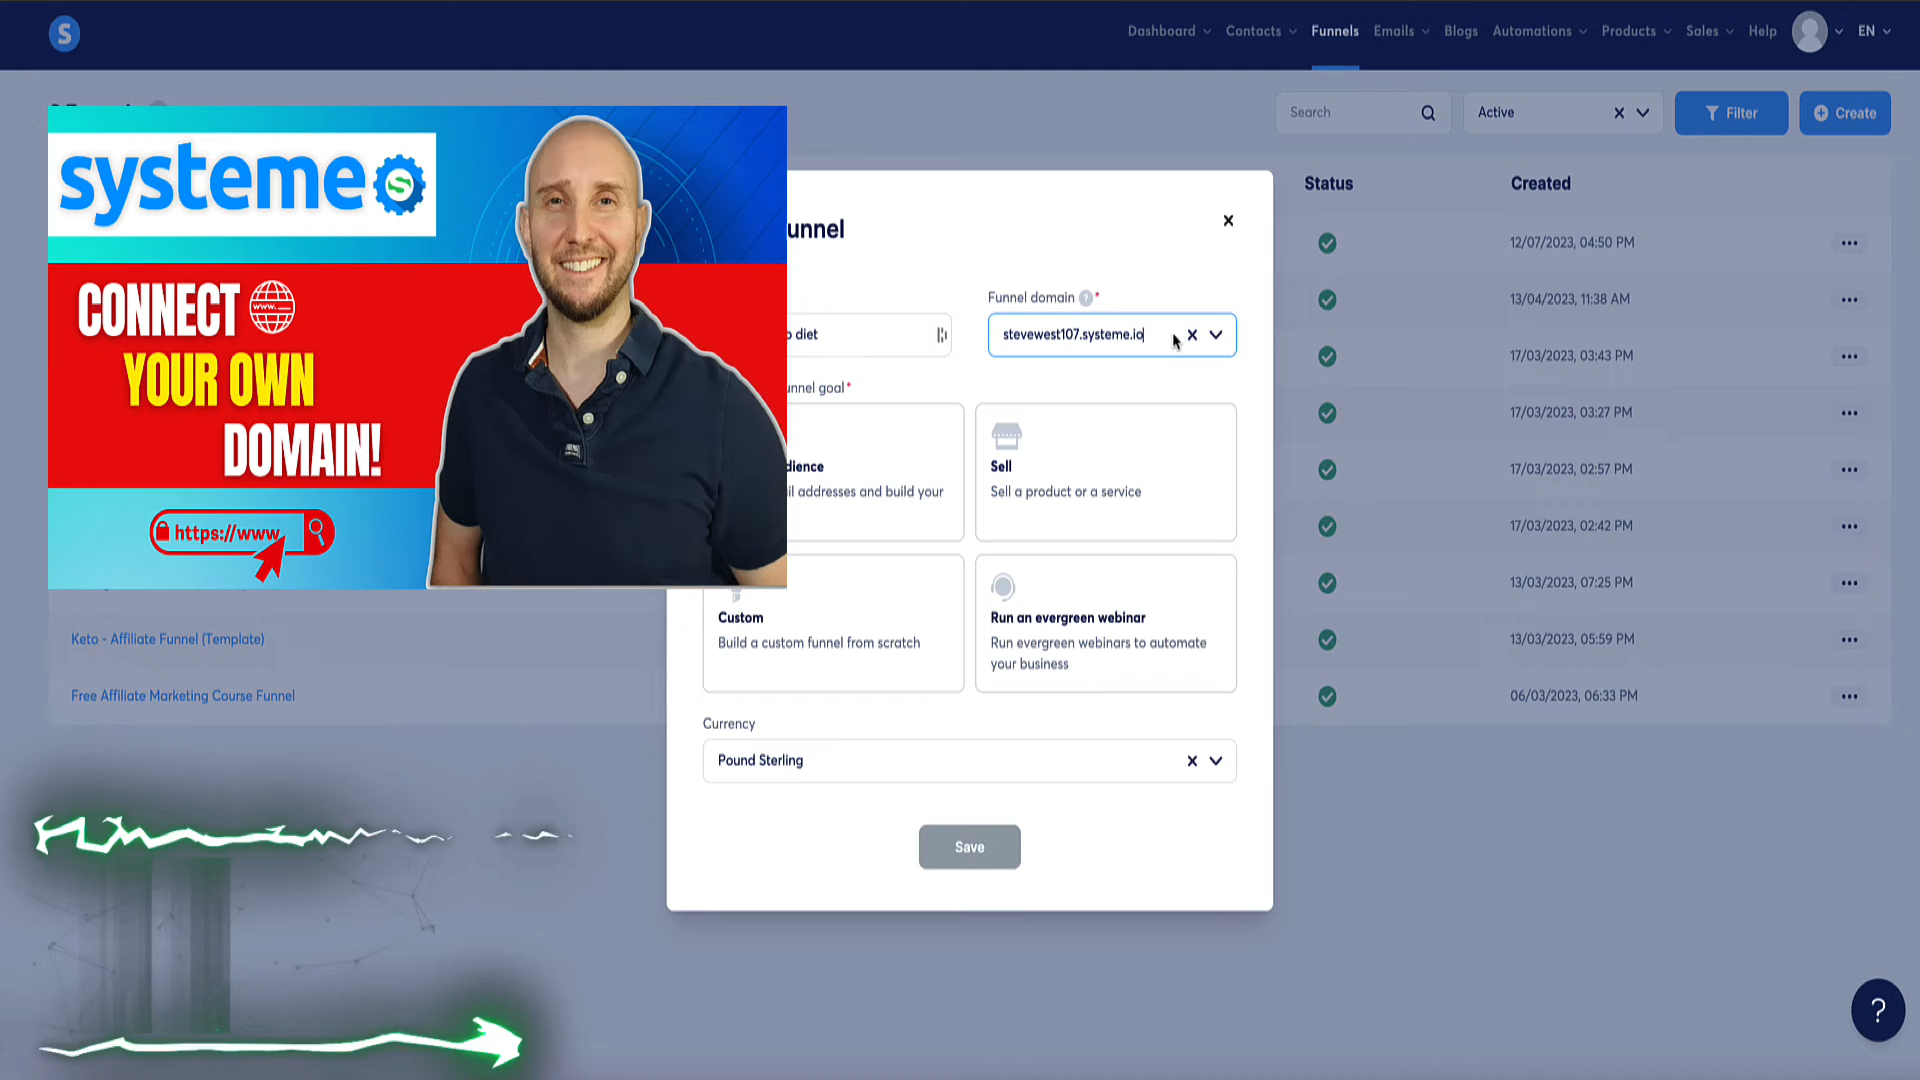 S
Dashboard Contacts Funnels Emails Blogs Automations Products Sales Help EN
Search Active Filter Create
systeme S
CONNECT www.
YOUR OWN
DOMAIN!
https://www
unnel
Funnel domain ? *
o diet
stevewest107.systeme.io
unnel goal*
dience
il addresses and build your
Sell
Sell a product or a service
Custom
Build a custom funnel from scratch
Run an evergreen webinar
Run evergreen webinars to automate
your business
Currency
Pound Sterling
Save
Status Created
12/07/2023, 04:50 PM
13/04/2023, 11:38 AM
17/03/2023, 03:43 PM
17/03/2023, 03:27 PM
17/03/2023, 02:57 PM
17/03/2023, 02:42 PM
13/03/2023, 07:25 PM
Keto - Affiliate Funnel (Template) 13/03/2023, 05:59 PM
Free Affiliate Marketing Course Funnel 06/03/2023, 06:33 PM
?